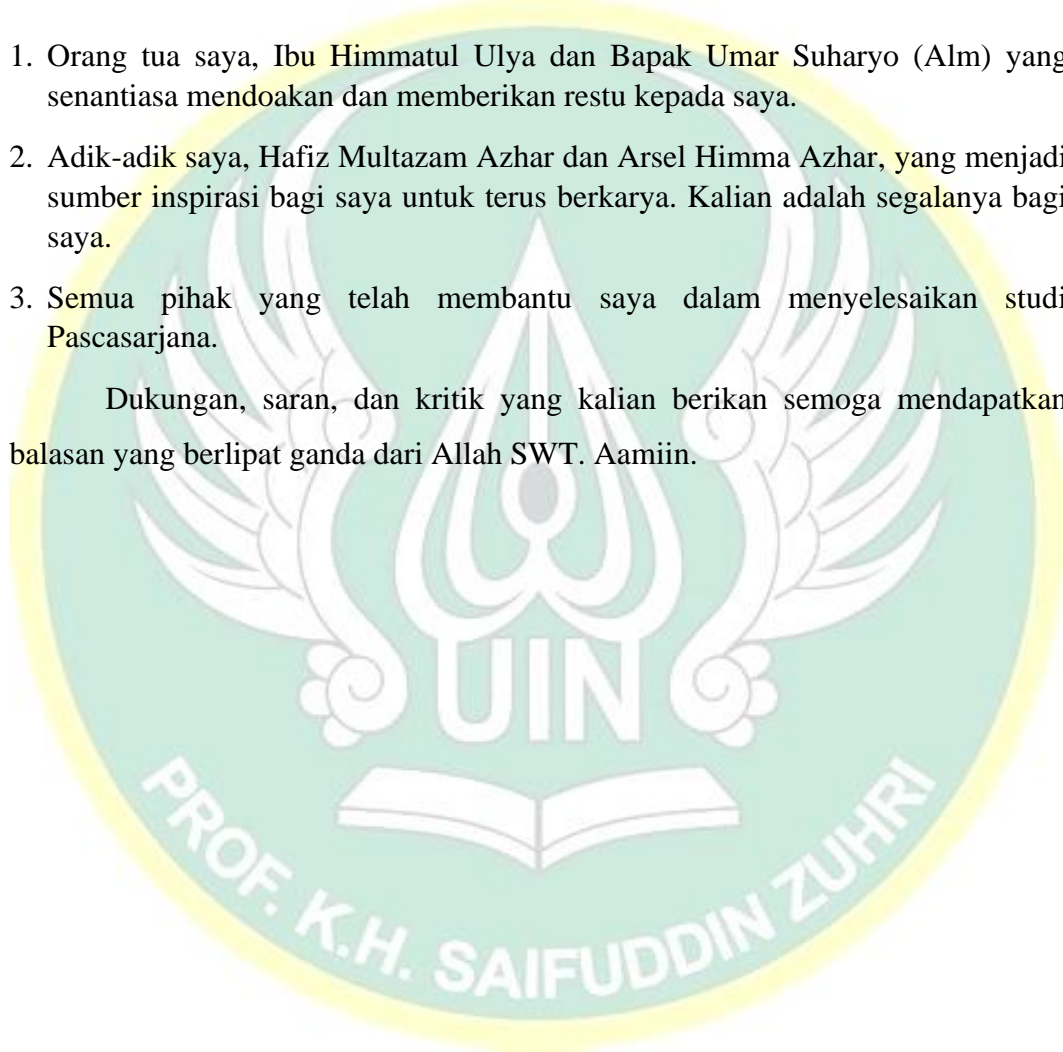 1. Orang tua saya, Ibu Himmatul Ulya dan Bapak Umar Suharyo (Alm) yang
senantiasa mendoakan dan memberikan restu kepada saya.
2. Adik-adik saya, Hafiz Multazam Azhar dan Arsel Himma Azhar, yang menjadi
sumber inspirasi bagi saya untuk terus berkarya. Kalian adalah segalanya bagi
saya.
3. Semua pihak yang telah membantu saya dalam menyelesaikan studi
Pascasarjana.
Dukungan, saran, dan kritik yang kalian berikan semoga mendapatkan
balasan yang berlipat ganda dari Allah SWT. Aamiin.
UIN
PROF. K.H. SAIFUDDIN ZUHRI